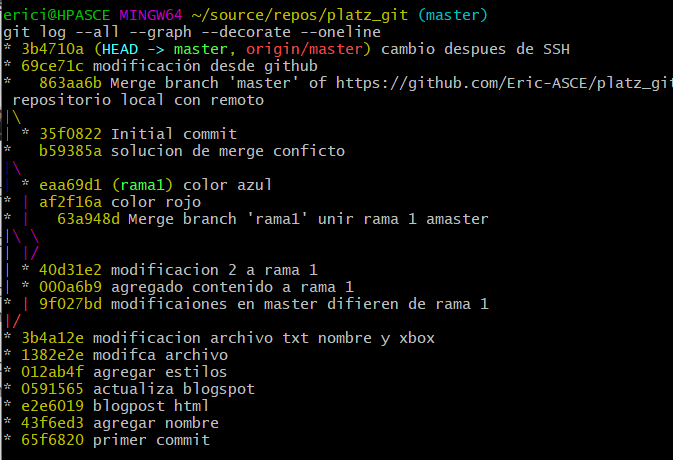 erici@HPASCE MINGW64 ~/source/repos/platz_git (master)
git log --all --graph --decorate --oneline
* 3b4710a (HEAD -> master, origin/master) cambio despues de SSH
* 69ce71c modificación desde github
*   863aa6b Merge branch 'master' of https://github.com/Eric-ASCE/platz_git
 repositorio local con remoto
|\
| * 35f0822 Initial commit
*   b59385a solucion de merge conficto
|\
| * eaa69d1 (rama1) color azul
* | af2f16a color rojo
* |   63a948d Merge branch 'rama1' unir rama 1 amaster
|\ \
| |/
| * 40d31e2 modificacion 2 a rama 1
| * 000a6b9 agregado contenido a rama 1
* | 9f027bd modificaiones en master difieren de rama 1
|/
* 3b4a12e modificacion archivo txt nombre y xbox
* 1382e2e modifca archivo
* 012ab4f agregar estilos
* 0591565 actualiza blogspot
* e2e6019 blogpost html
* 43f6ed3 agregar nombre
* 65f6820 primer commit